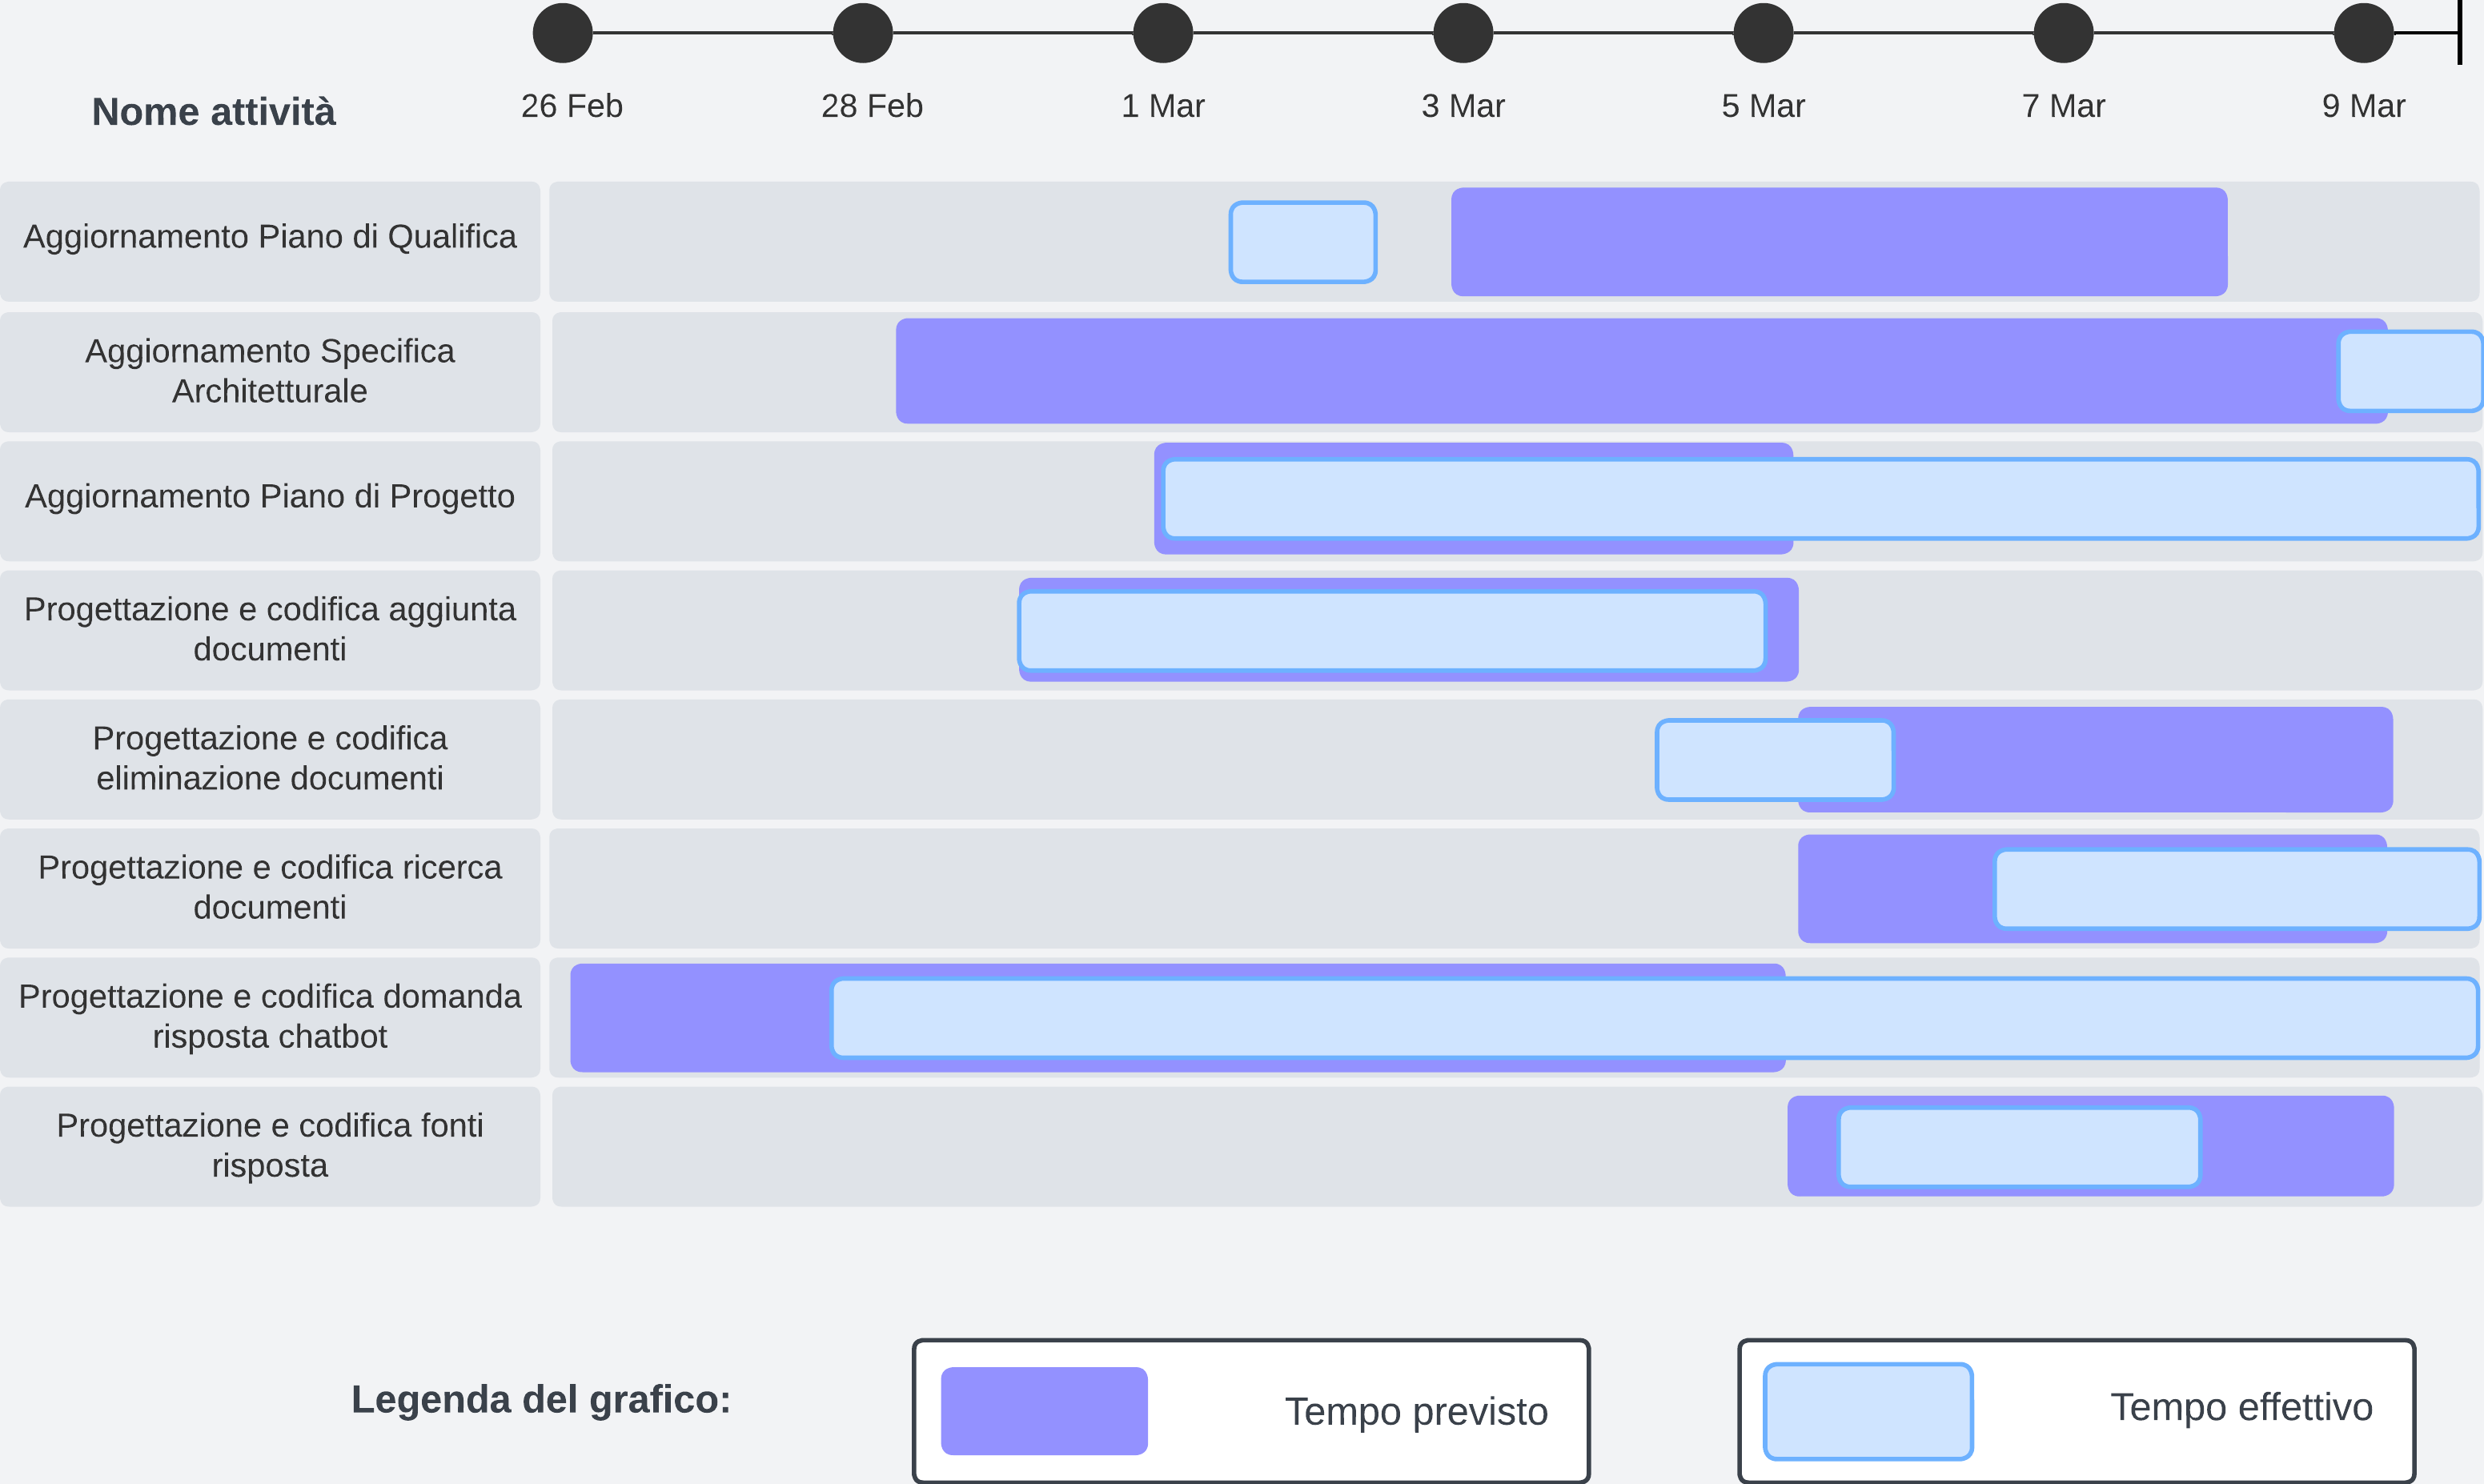 Nome attività
26 Feb
28 Feb
1 Mar
3 Mar
5 Mar
7 Mar
9 Mar
Aggiornamento Piano di Qualifica
Aggiornamento Specifica
Architetturale
Aggiornamento Piano di Progetto
Progettazione e codifica aggiunta
documenti
Progettazione e codifica
eliminazione documenti
Progettazione e codifica ricerca
documenti
Progettazione e codifica domanda
risposta chatbot
Progettazione e codifica fonti
risposta
Legenda del grafico:
Tempo previsto
Tempo effettivo